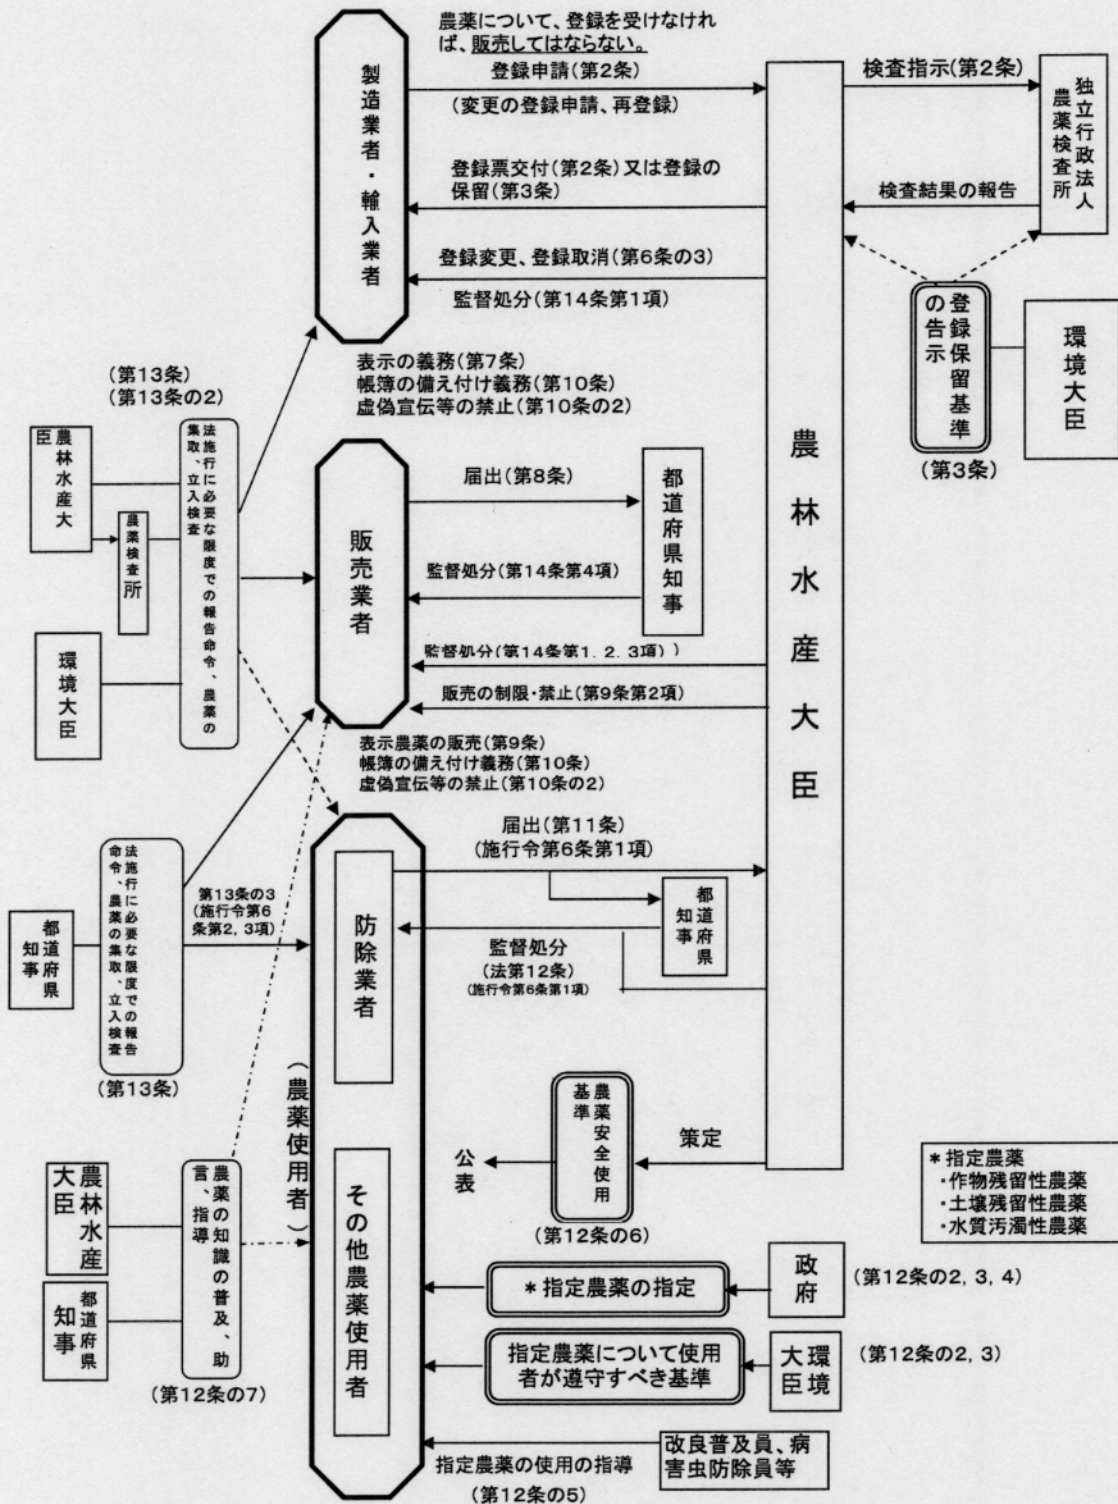 農薬について、登録を受けなけれ
ば、販売してはならない。
製造業者・輸入業者
登録申請(第2条)
(変更の登録申請、再登録)
登録票交付(第2条)又は登録の
保留(第3条)
登録変更、登録取消(第6条の3)
監督処分(第14条第1項)
検査指示(第2条)
検査結果の報告
独立行政法人
農薬検査所
登録保留基準
の告示
(第3条)
環境大臣
農林水産大臣
表示の義務(第7条)
帳簿の備え付け義務(第10条)
虚偽宣伝等の禁止(第10条の2)
(第13条)
(第13条の2)
農林水産大
臣
農薬検査所
環境大臣
法施行に必要な限度での報告命令、農薬の
集取、立入検査
販売業者
届出(第8条)
都道府県知事
監督処分(第14条第4項)
監督処分(第14条第1, 2, 3項))
販売の制限・禁止(第9条第2項)
表示農薬の販売(第9条)
帳簿の備え付け義務(第10条)
虚偽宣伝等の禁止(第10条の2)
都道府県
知事
法施行に必要な限度での報告
命令、農薬の集取、立入検査
(第13条)
第13条の3
(施行令第6
条第2, 3項)
(農薬使用者)
防除業者
届出(第11条)
(施行令第6条第1項)
都道府県
知事
監督処分
(法第12条)
(施行令第6条第1項)
農薬安全使用
基準
策定
公表
(第12条の6)
*指定農薬
・作物残留性農薬
・土壌残留性農薬
・水質汚濁性農薬
農林水産
大臣
都道府県
知事
農薬の知識の普及、助
言、指導
(第12条の7)
その他農薬使用者
*指定農薬の指定
政府
(第12条の2, 3, 4)
指定農薬について使用
者が遵守すべき基準
環境
大臣
(第12条の2, 3)
指定農薬の使用の指導
(第12条の5)
改良普及員、病
害虫防除員等